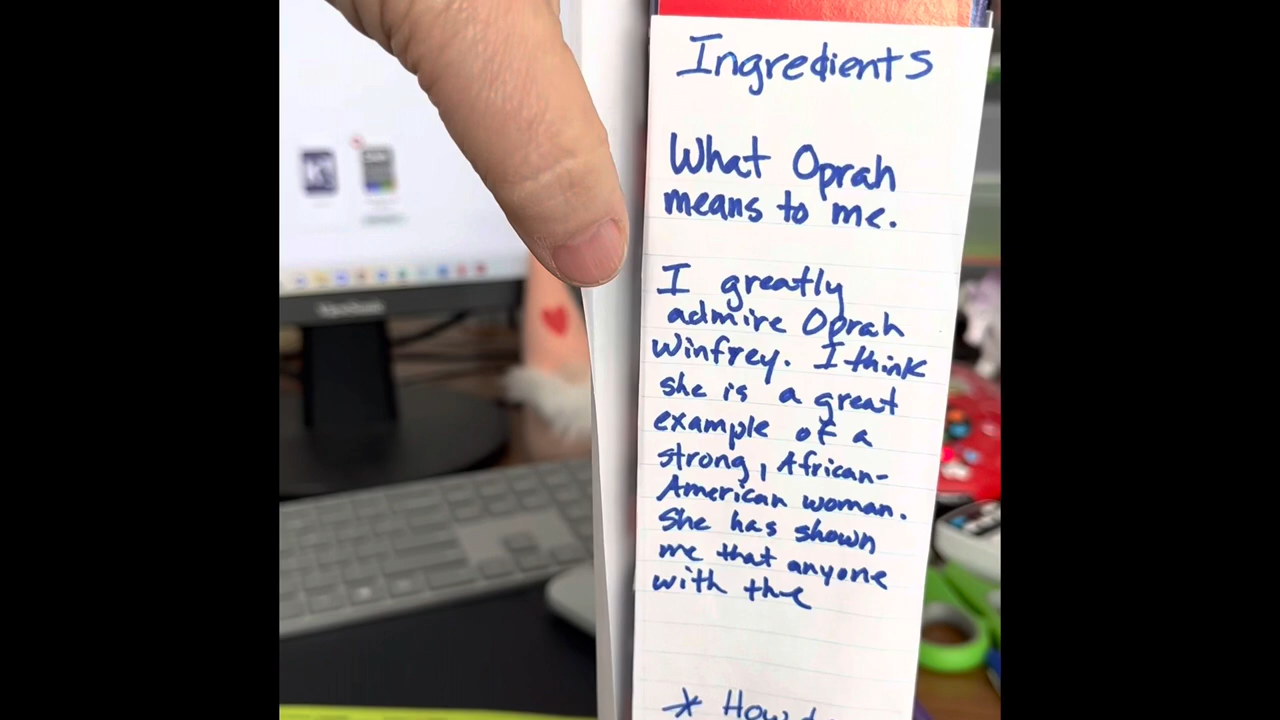 Ingredients
What Oprah
means to me.
I greatly
admire Oprah
Winfrey. I think
she is a great
example of a
strong, African-
American woman.
She has shown
me that anyone
with the
* How